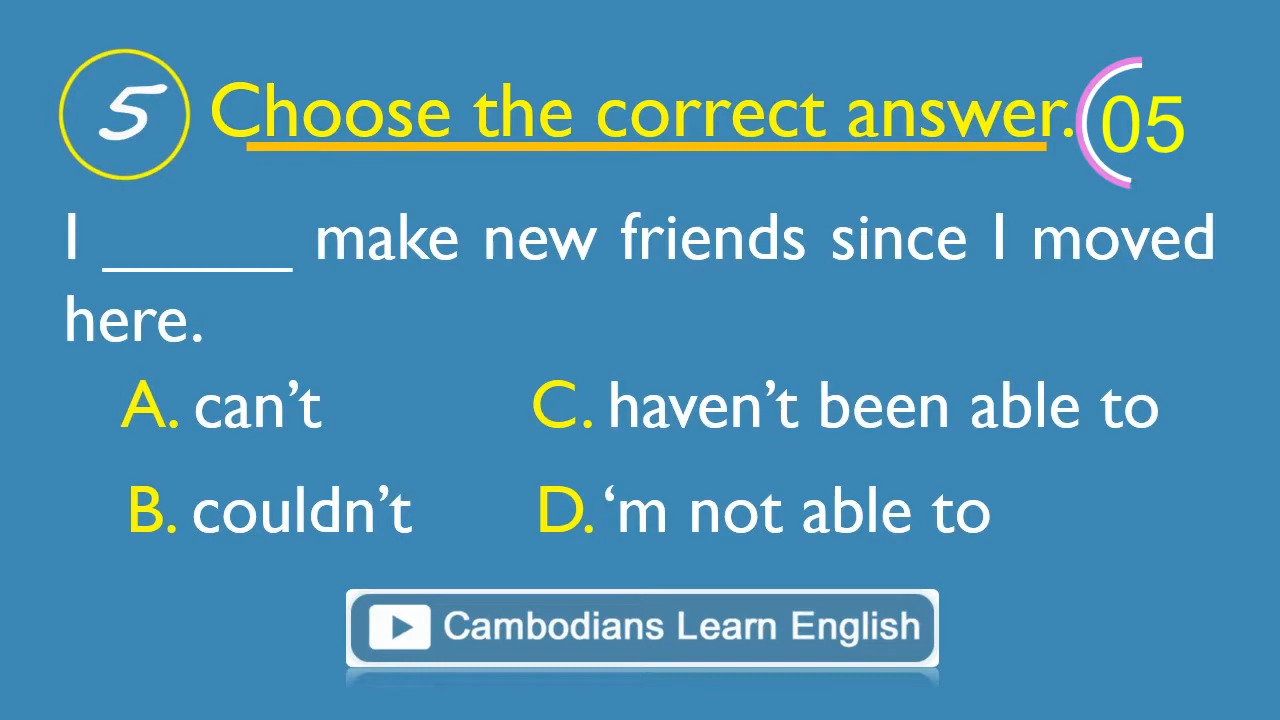 5 Choose the correct answer. 05
I ______ make new friends since I moved
here.
A. can’t C. haven’t been able to
B. couldn’t D. ‘m not able to
Cambodians Learn English